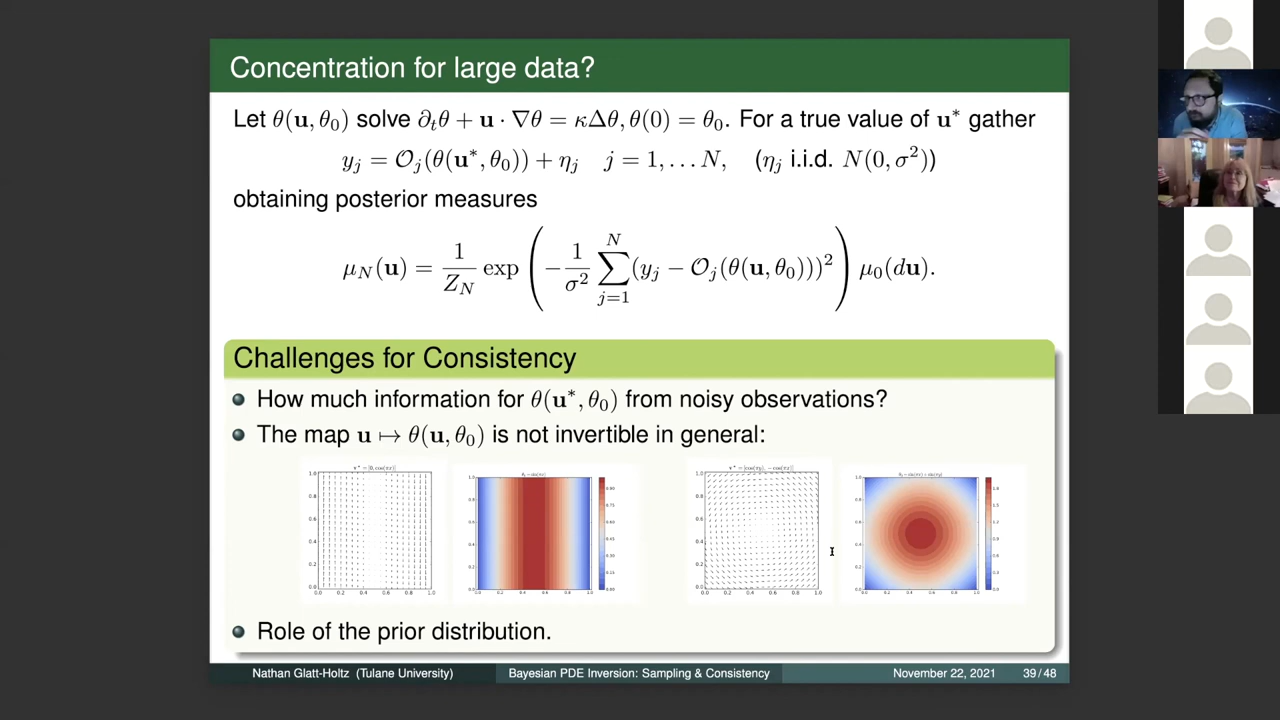 Concentration for large data?
Let θ(u, θ₀) solve ∂ₜθ + u · ∇θ = κΔθ, θ(0) = θ₀. For a true value of u* gather
yⱼ = 𝒪ⱼ(θ(u*, θ₀)) + ηⱼ   j = 1, . . . N,   (ηⱼ i.i.d. N(0, σ²))
obtaining posterior measures
μ_N(u) = 1/Z_N exp ( −1/σ² ∑_{j=1}^{N} (yⱼ − 𝒪ⱼ(θ(u, θ₀)))² ) μ₀(du).
Challenges for Consistency
How much information for θ(u*, θ₀) from noisy observations?
The map u ↦ θ(u, θ₀) is not invertible in general:
Role of the prior distribution.
Nathan Glatt-Holtz (Tulane University) Bayesian PDE Inversion: Sampling & Consistency November 22, 2021 39 / 48